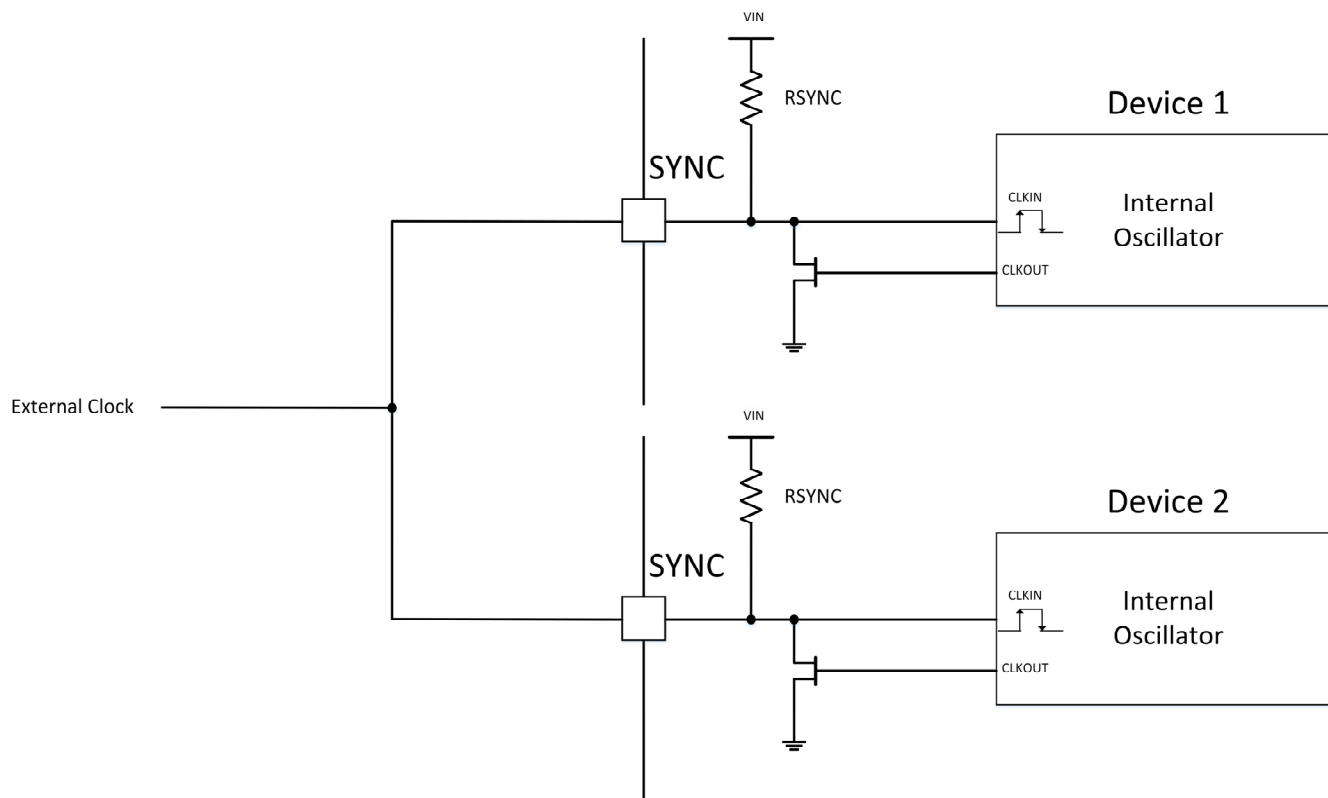 VIN
RSYNC
Device 1
SYNC
CLKIN
Internal
Oscillator
CLKOUT
External Clock
VIN
RSYNC
Device 2
SYNC
CLKIN
Internal
Oscillator
CLKOUT